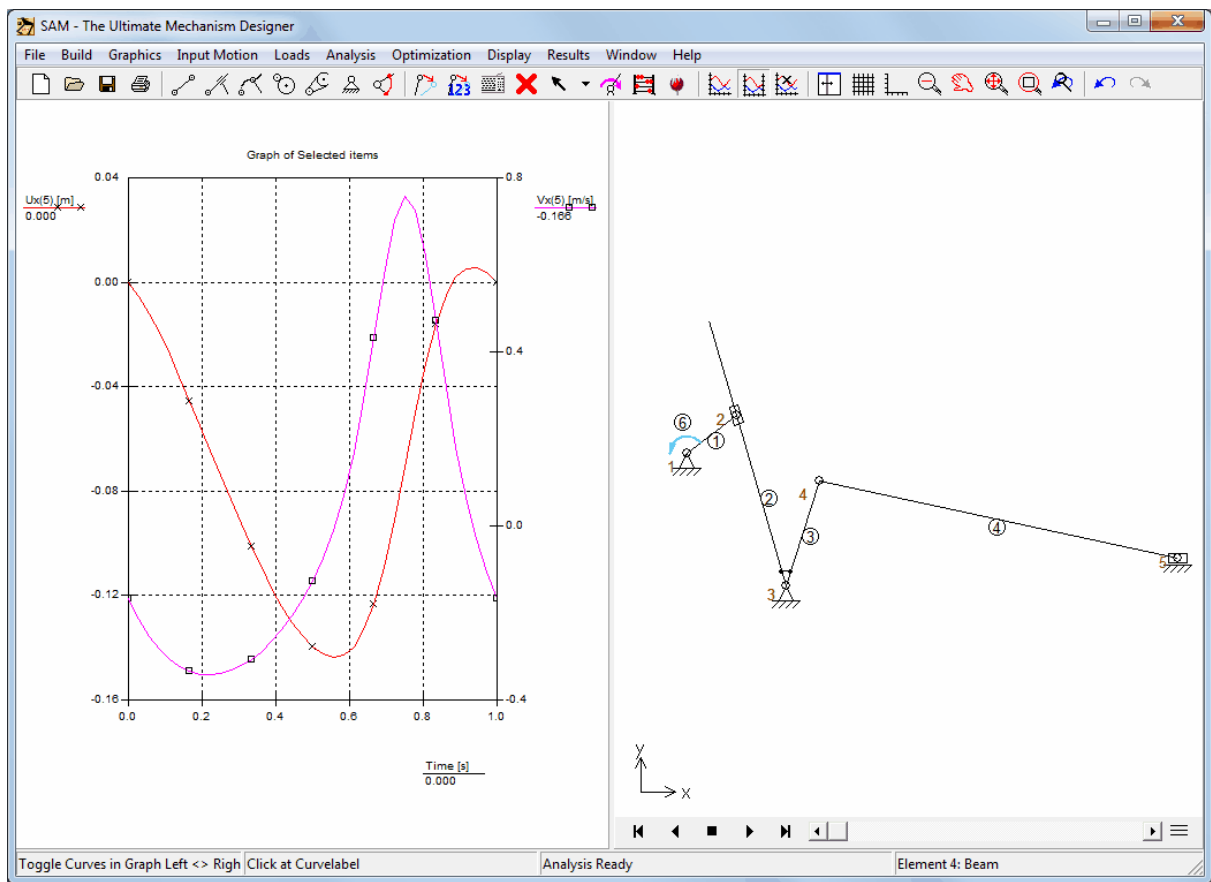 SAM - The Ultimate Mechanism Designer
File Build Graphics Input Motion Loads Analysis Optimization Display Results Window Help
123
Graph of Selected items
0.04
0.8
Ux(5) [m]
0.000
Vx(5) [m/s]
-0.166
0.00
-0.04
0.4
-0.08
0.0
-0.12
-0.16
-0.4
0.0 0.2 0.4 0.6 0.8 1.0
Time [s]
0.000
6
2
1
1
2
4
3
4
5
3
y
x
Toggle Curves in Graph Left <> Righ Click at Curvelabel Analysis Ready Element 4: Beam